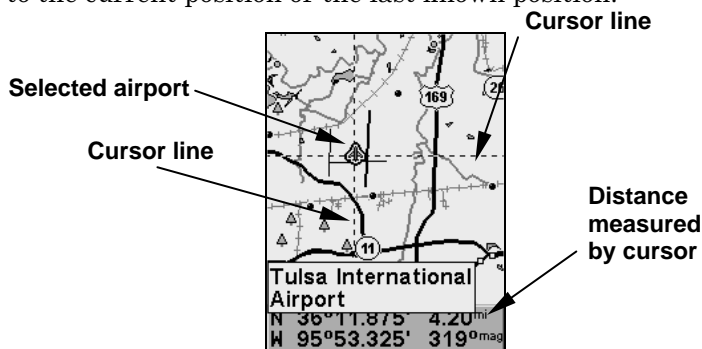 to the current position or the last known position.
Cursor line
Selected airport
169
Cursor line
Distance
measured
by cursor
11
Tulsa International
Airport
N 36°11.875' 4.20mi
W 95°53.325' 319°mag